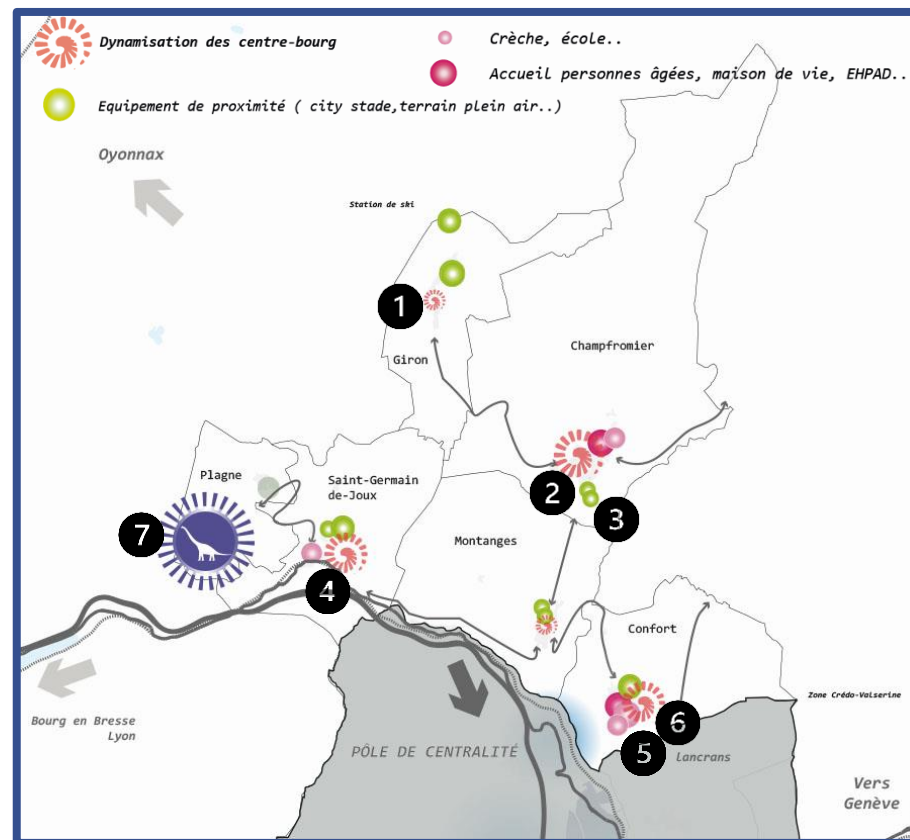 Dynamisation des centre-bourg
Crèche, école..
Accueil personnes âgées, maison de vie, EHPAD..
Equipement de proximité ( city stade,terrain plein air..)
Oyonnax
Station de ski
1
Giron
Champfromier
Plagne
Saint-Germain
de-Joux
2
3
7
Montanges
4
Confort
Zone Crédo-Valserine
6
5
Bourg en Bresse
Lyon
PÔLE DE CENTRALITÉ
Lancrans
Vers
Genève